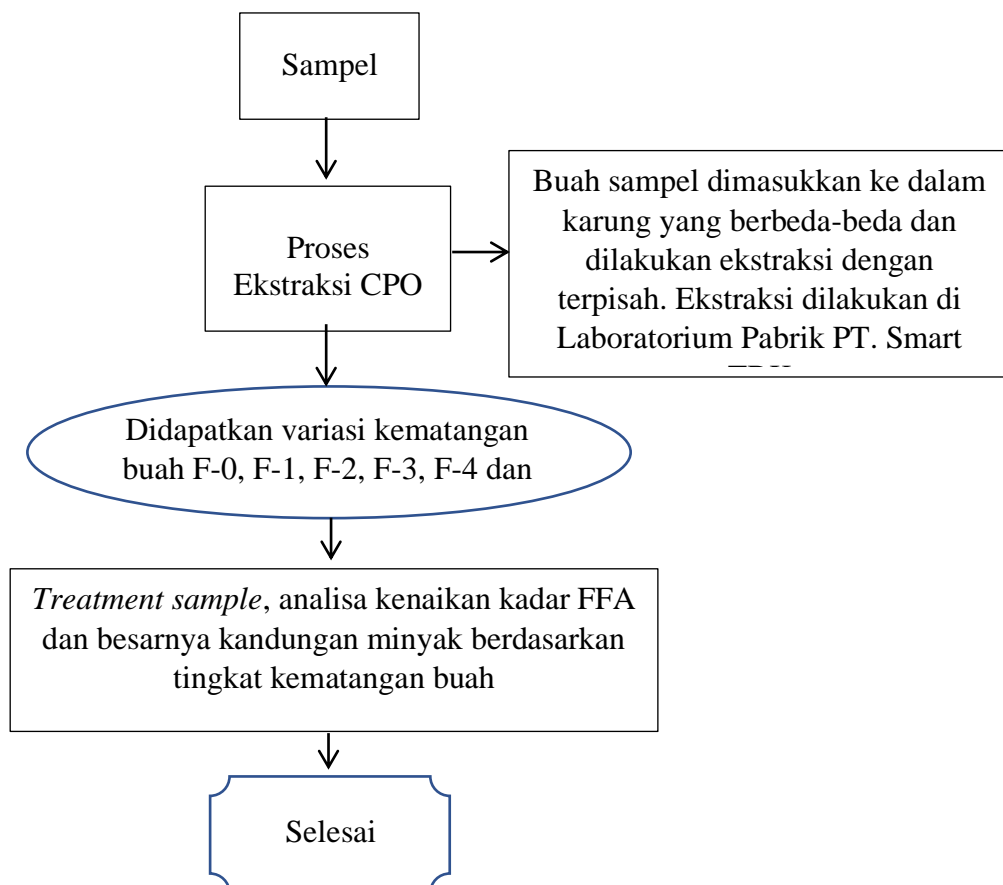 Sampel
Proses
Ekstraksi CPO
Buah sampel dimasukkan ke dalam
karung yang berbeda-beda dan
dilakukan ekstraksi dengan
terpisah. Ekstraksi dilakukan di
Laboratorium Pabrik PT. Smart
Didapatkan variasi kematangan
buah F-0, F-1, F-2, F-3, F-4 dan
Treatment sample, analisa kenaikan kadar FFA
dan besarnya kandungan minyak berdasarkan
tingkat kematangan buah
Selesai